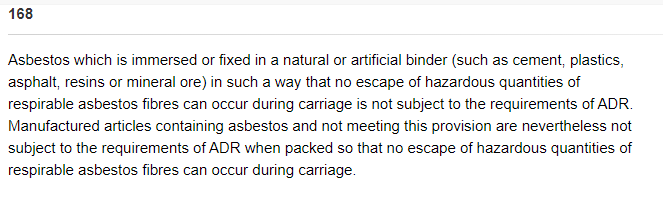 168
Asbestos which is immersed or fixed in a natural or artificial binder (such as cement, plastics,
asphalt, resins or mineral ore) in such a way that no escape of hazardous quantities of
respirable asbestos fibres can occur during carriage is not subject to the requirements of ADR.
Manufactured articles containing asbestos and not meeting this provision are nevertheless not
subject to the requirements of ADR when packed so that no escape of hazardous quantities of
respirable asbestos fibres can occur during carriage.